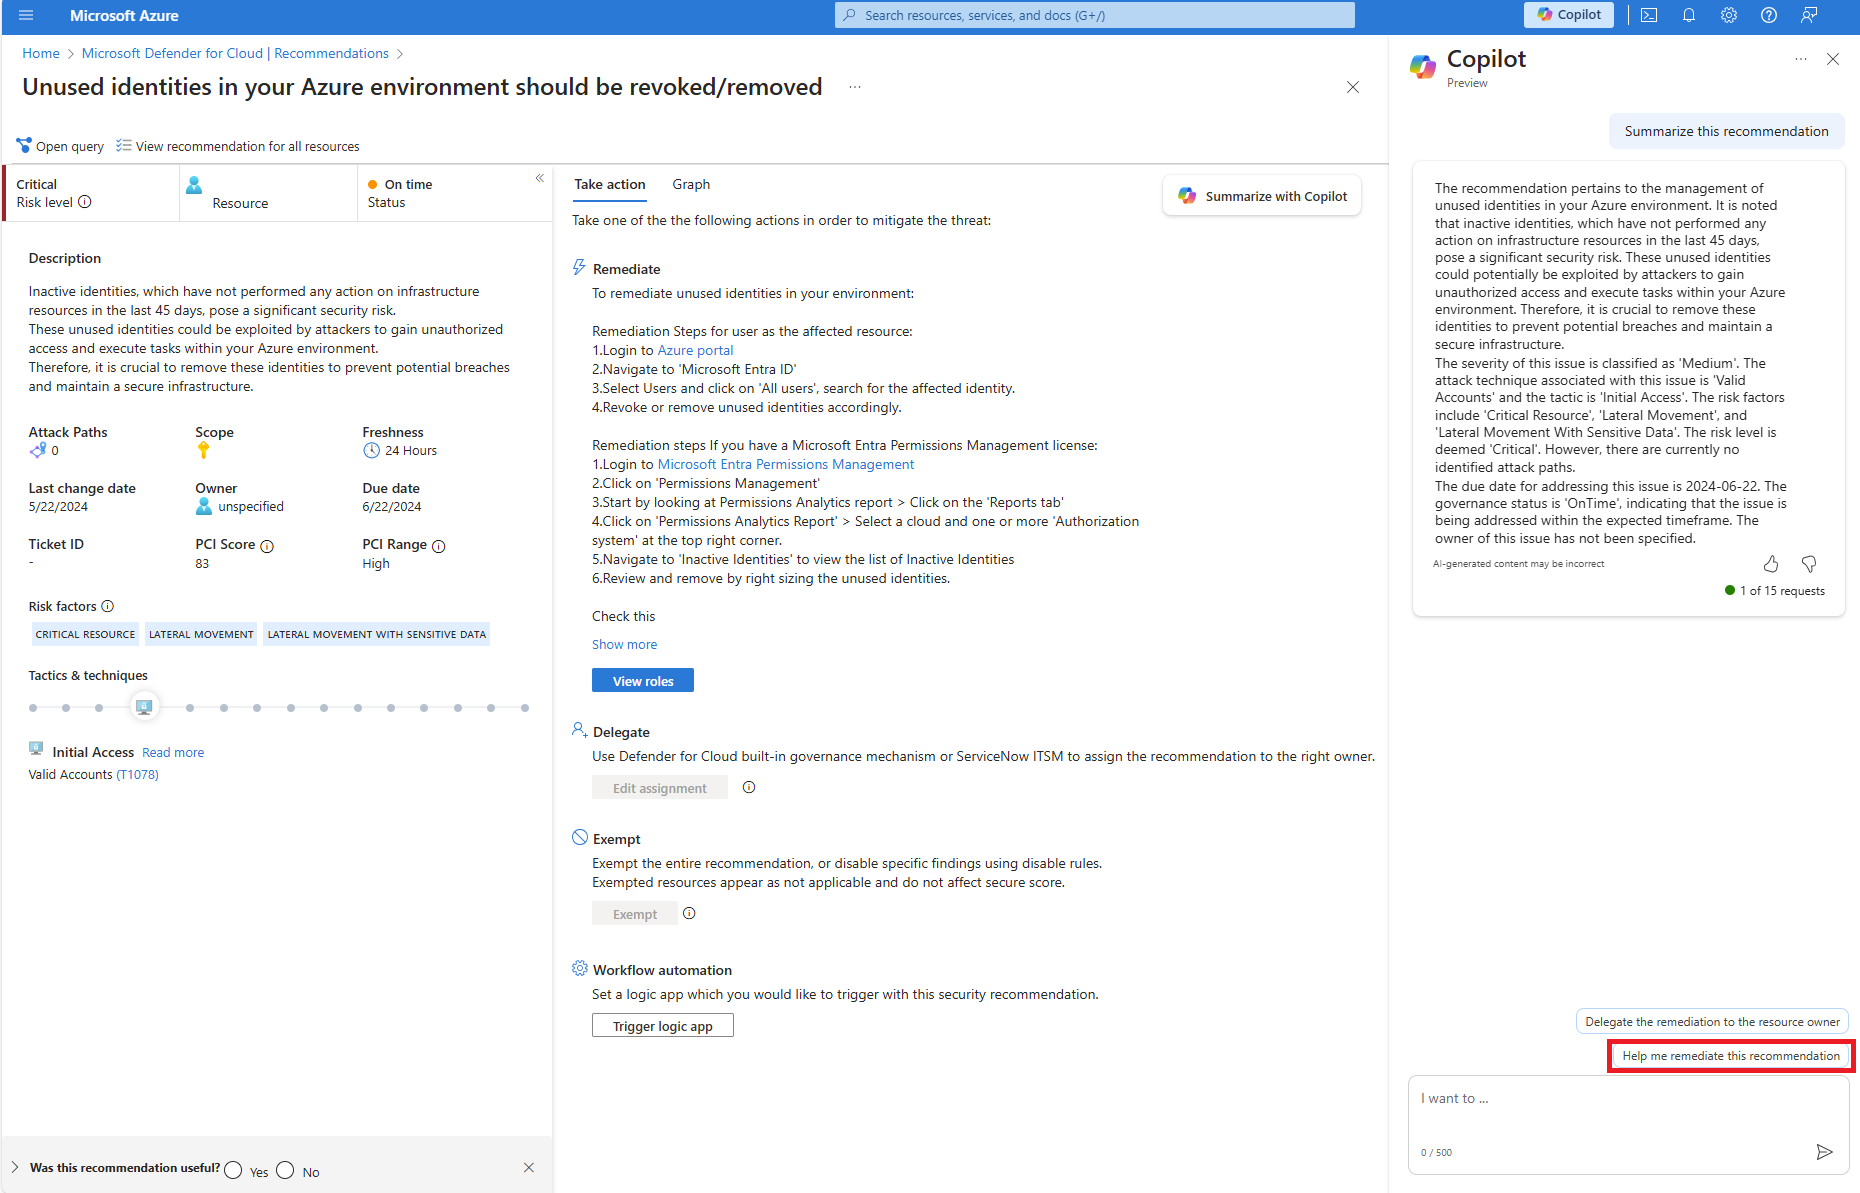 Microsoft Azure
Search resources, services, and docs (G+/)
Copilot
Home > Microsoft Defender for Cloud | Recommendations >
Unused identities in your Azure environment should be revoked/removed ...
Open query
View recommendation for all resources
Critical
Risk level
Resource
On time
Status
Description
Inactive identities, which have not performed any action on infrastructure
resources in the last 45 days, pose a significant security risk.
These unused identities could be exploited by attackers to gain unauthorized
access and execute tasks within your Azure environment.
Therefore, it is crucial to remove these identities to prevent potential breaches
and maintain a secure infrastructure.
Attack Paths
0
Scope
Freshness
24 Hours
Last change date
5/22/2024
Owner
unspecified
Due date
6/22/2024
Ticket ID
-
PCI Score
83
PCI Range
High
Risk factors
CRITICAL RESOURCE
LATERAL MOVEMENT
LATERAL MOVEMENT WITH SENSITIVE DATA
Tactics & techniques
Initial Access Read more
Valid Accounts (T1078)
Was this recommendation useful? Yes No
Take action
Graph
Summarize with Copilot
Take one of the the following actions in order to mitigate the threat:
Remediate
To remediate unused identities in your environment:
Remediation Steps for user as the affected resource:
1.Login to Azure portal
2.Navigate to 'Microsoft Entra ID'
3.Select Users and click on 'All users', search for the affected identity.
4.Revoke or remove unused identities accordingly.
Remediation steps If you have a Microsoft Entra Permissions Management license:
1.Login to Microsoft Entra Permissions Management
2.Click on 'Permissions Management'
3.Start by looking at Permissions Analytics report > Click on the 'Reports tab'
4.Click on 'Permissions Analytics Report' > Select a cloud and one or more 'Authorization
system' at the top right corner.
5.Navigate to 'Inactive Identities' to view the list of Inactive Identities
6.Review and remove by right sizing the unused identities.
Check this
Show more
View roles
Delegate
Use Defender for Cloud built-in governance mechanism or ServiceNow ITSM to assign the recommendation to the right owner.
Edit assignment
Exempt
Exempt the entire recommendation, or disable specific findings using disable rules.
Exempted resources appear as not applicable and do not affect secure score.
Exempt
Workflow automation
Set a logic app which you would like to trigger with this security recommendation.
Trigger logic app
Copilot
Preview
Summarize this recommendation
The recommendation pertains to the management of
unused identities in your Azure environment. It is noted
that inactive identities, which have not performed any
action on infrastructure resources in the last 45 days,
pose a significant security risk. These unused identities
could potentially be exploited by attackers to gain
unauthorized access and execute tasks within your Azure
environment. Therefore, it is crucial to remove these
identities to prevent potential breaches and maintain a
secure infrastructure.
The severity of this issue is classified as 'Medium'. The
attack technique associated with this issue is 'Valid
Accounts' and the tactic is 'Initial Access'. The risk factors
include 'Critical Resource', 'Lateral Movement', and
'Lateral Movement With Sensitive Data'. The risk level is
deemed 'Critical'. However, there are currently no
identified attack paths.
The due date for addressing this issue is 2024-06-22. The
governance status is 'OnTime', indicating that the issue is
being addressed within the expected timeframe. The
owner of this issue has not been specified.
AI-generated content may be incorrect
1 of 15 requests
Delegate the remediation to the resource owner
Help me remediate this recommendation
I want to ...
0 / 500